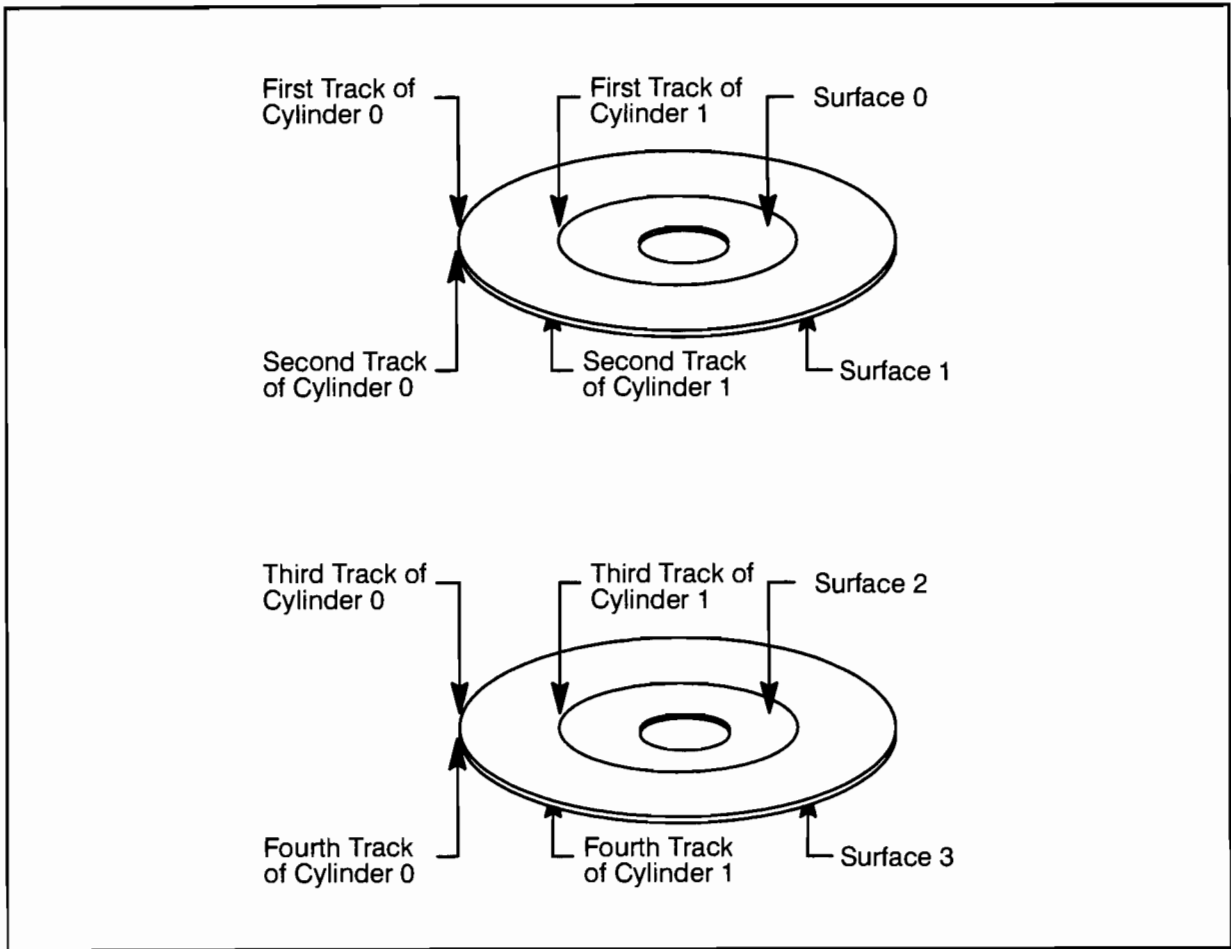 First Track of
Cylinder 0
First Track of
Cylinder 1
Surface 0
Second Track
of Cylinder 0
Second Track
of Cylinder 1
Surface 1
Third Track of
Cylinder 0
Third Track of
Cylinder 1
Surface 2
Fourth Track
of Cylinder 0
Fourth Track
of Cylinder 1
Surface 3